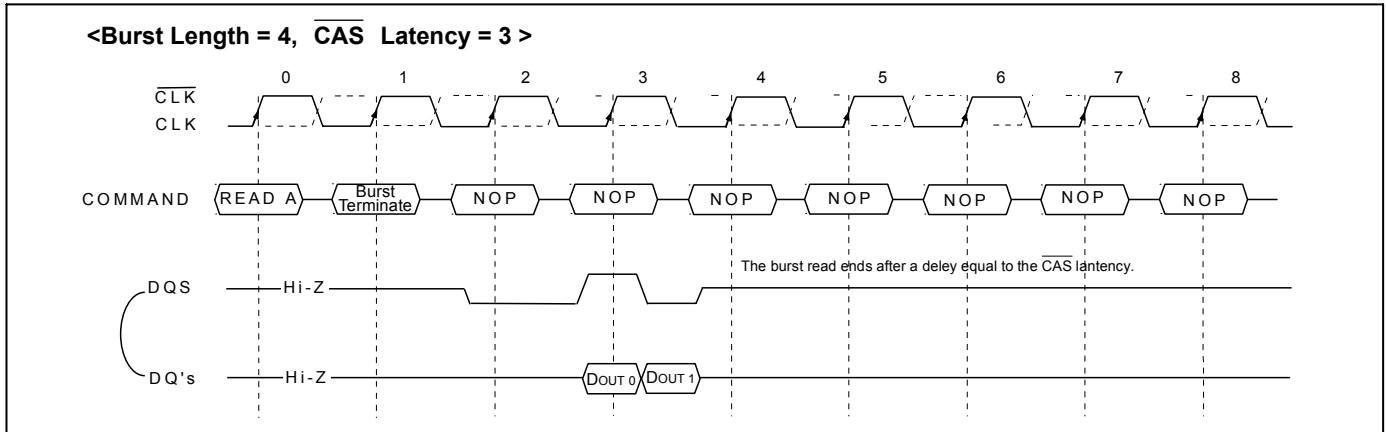 <Burst Length = 4, CAS Latency = 3 >
0 1 2 3 4 5 6 7 8
CLK
CLK
COMMAND READ A Burst Terminate NOP NOP NOP NOP NOP NOP NOP
The burst read ends after a deley equal to the CAS lantency.
DQS Hi-Z
DQ's Hi-Z DOUT 0 DOUT 1